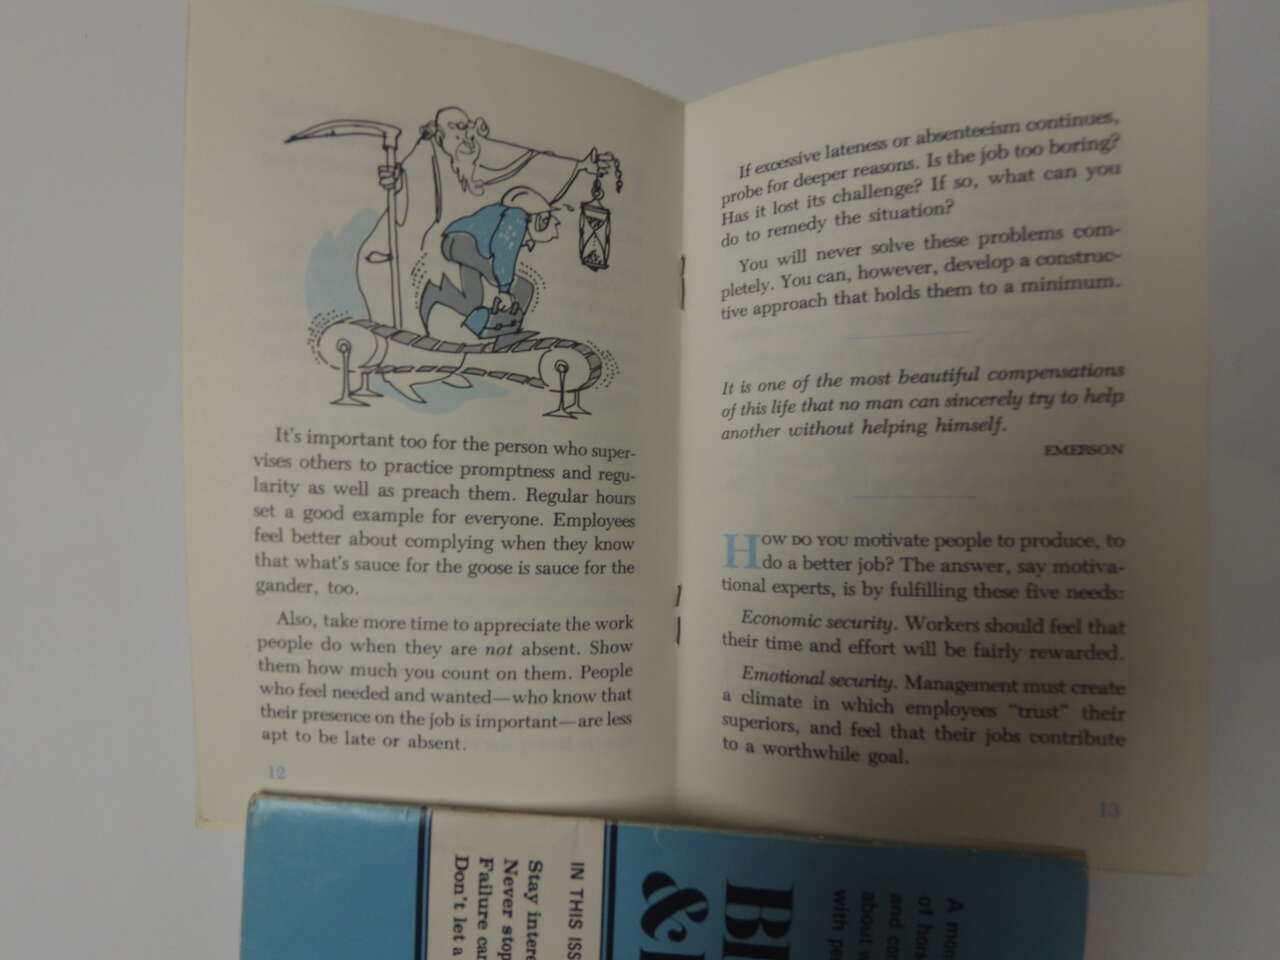 It's important too for the person who super-
vises others to practice promptness and regu-
larity as well as preach them. Regular hours
set a good example for everyone. Employees
feel better about complying when they know
that what's sauce for the goose is sauce for the
gander, too.
Also, take more time to appreciate the work
people do when they are not absent. Show
them how much you count on them. People
who feel needed and wanted—who know that
their presence on the job is important—are less
apt to be late or absent.
12
If excessive lateness or absenteeism continues,
probe for deeper reasons. Is the job too boring?
Has it lost its challenge? If so, what can you
do to remedy the situation?
You will never solve these problems com-
pletely. You can, however, develop a construc-
tive approach that holds them to a minimum.
It is one of the most beautiful compensations
of this life that no man can sincerely try to help
another without helping himself.
EMERSON
HOW DO YOU motivate people to produce, to
do a better job? The answer, say motiva-
tional experts, is by fulfilling these five needs:
Economic security. Workers should feel that
their time and effort will be fairly rewarded.
Emotional security. Management must create
a climate in which employees "trust" their
superiors, and feel that their jobs contribute
to a worthwhile goal.
13
A
of
and
about
with
&
IN THIS
Stay
Never stop
Failure
Don't let a